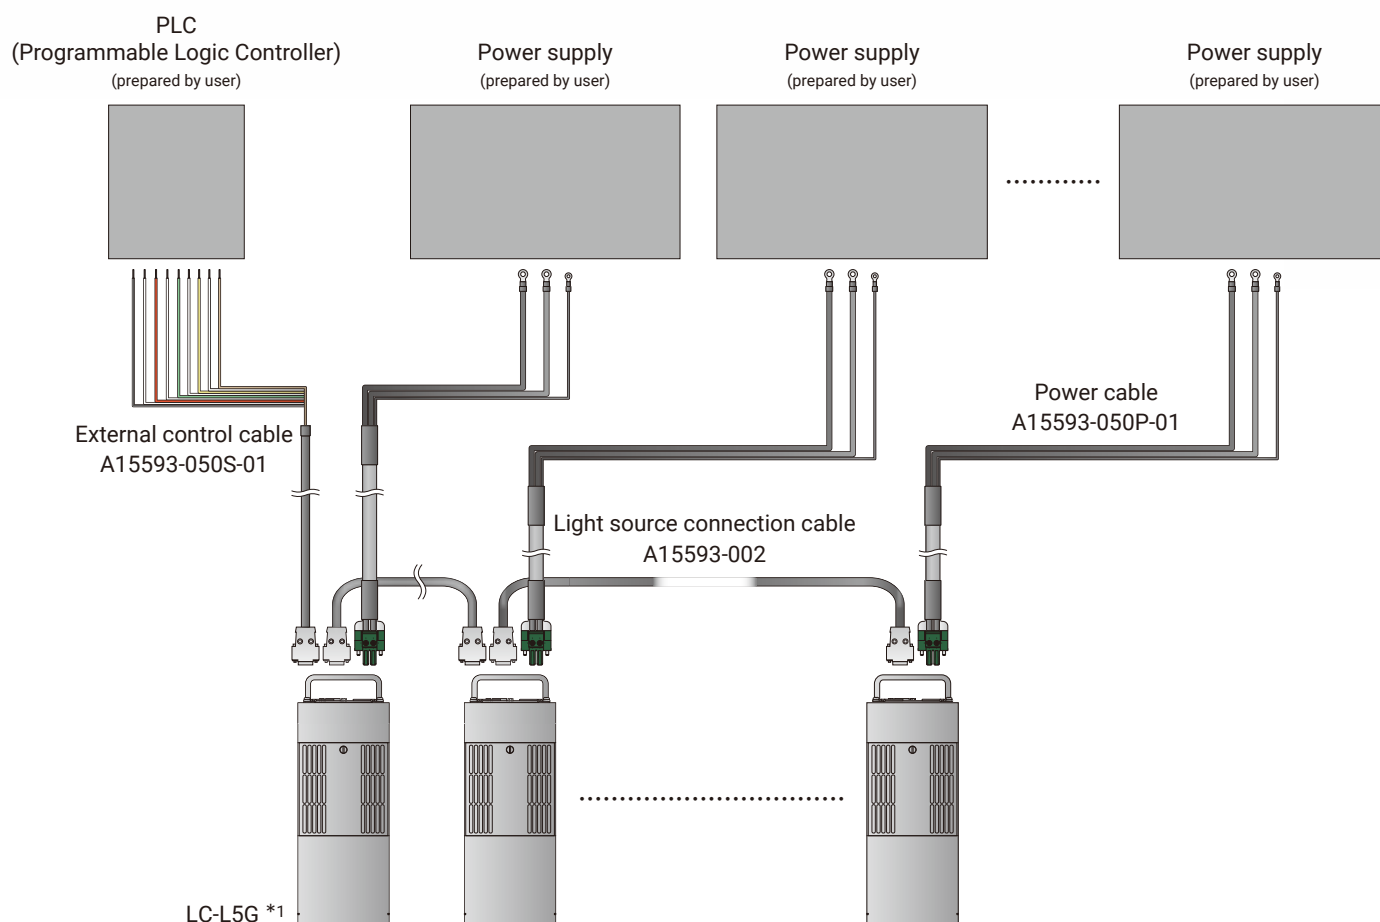 PLC
(Programmable Logic Controller)
(prepared by user)
Power supply
(prepared by user)
Power supply
(prepared by user)
Power supply
(prepared by user)
External control cable
A15593-050S-01
Power cable
A15593-050P-01
Light source connection cable
A15593-002
LC-L5G *1